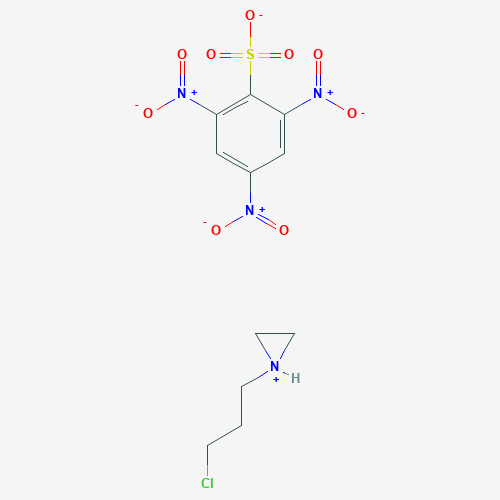 O -
O S O
O O
- N + N +
O O -
- N +
O O
N H
+
Cl